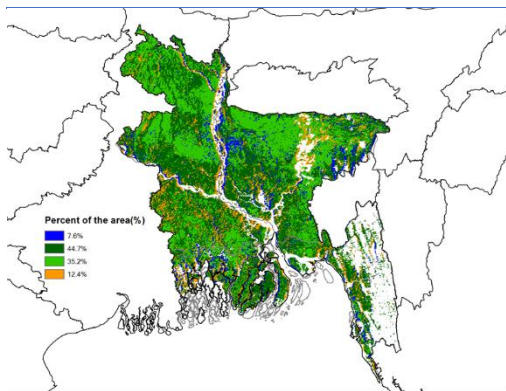 Percent of the area(%)
7.6%
44.7%
35.2%
12.4%